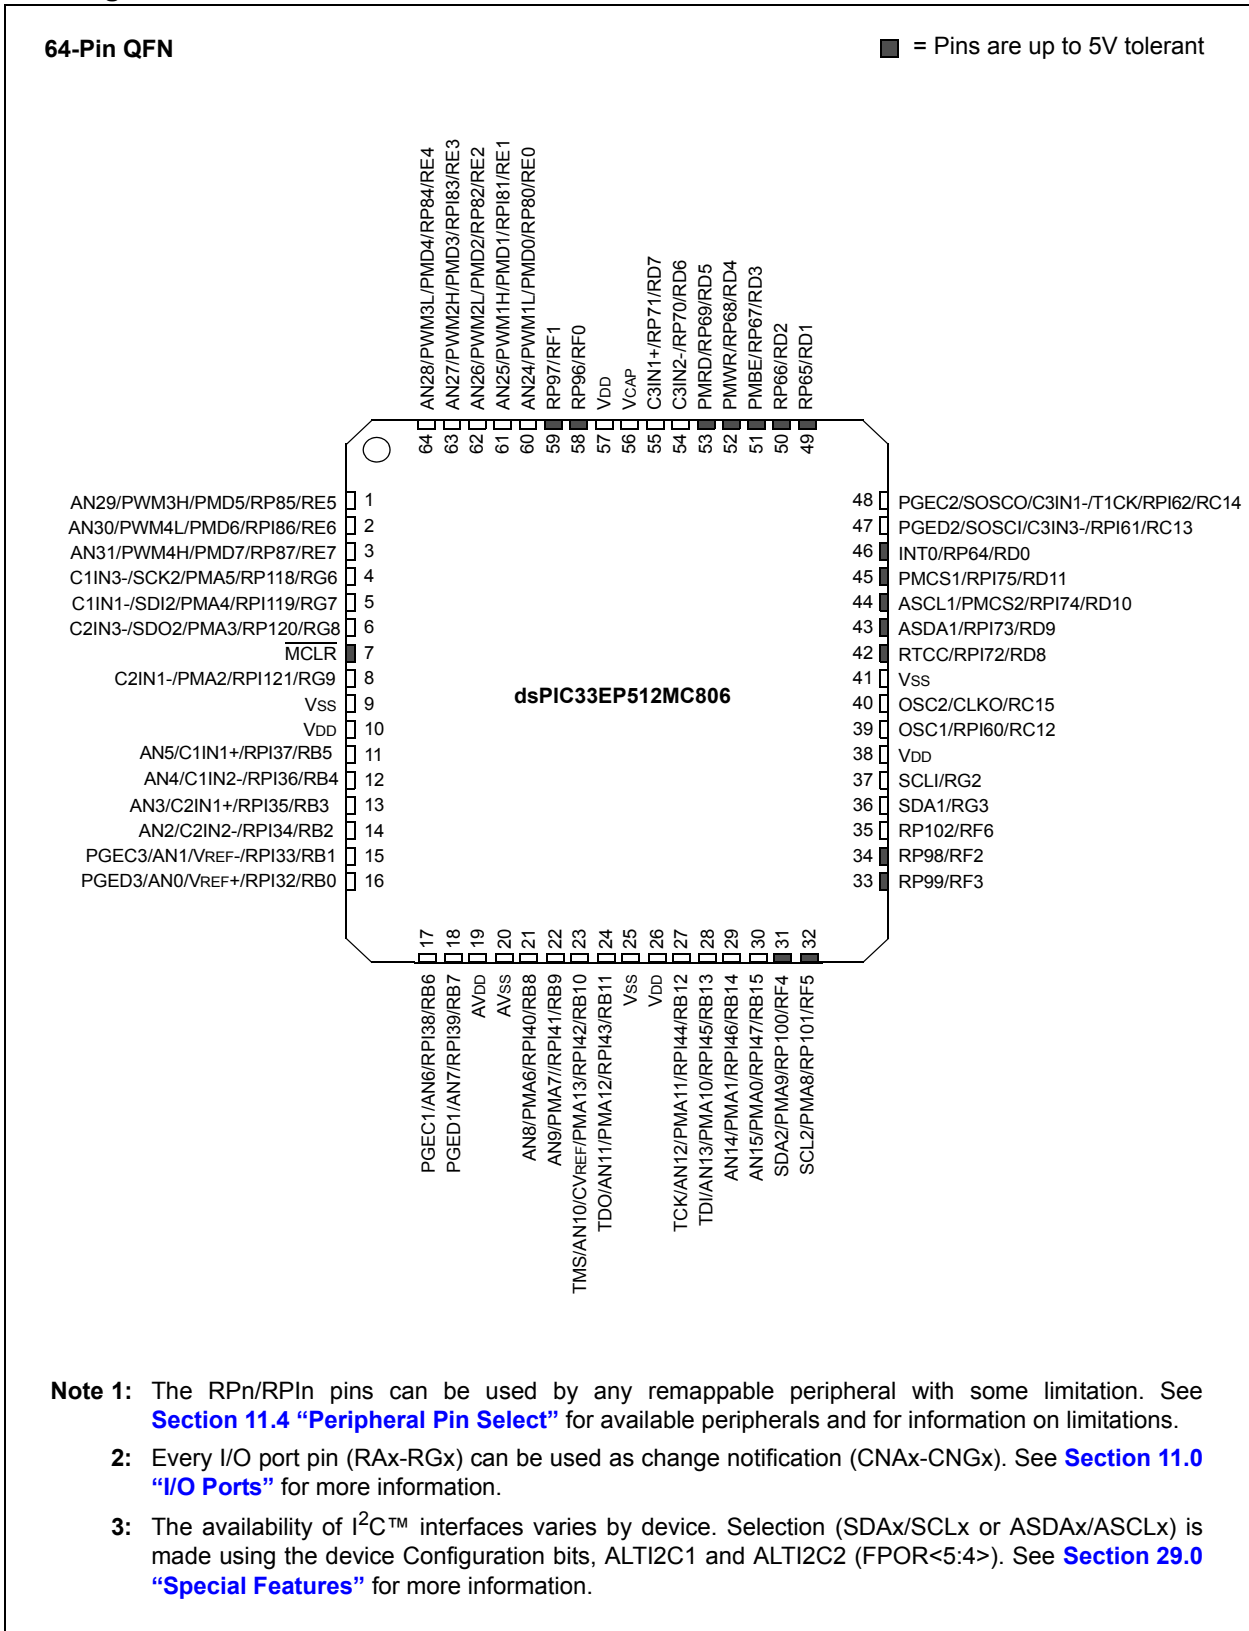 64-Pin QFN
= Pins are up to 5V tolerant
AN28/PWM3L/PMD4/RP84/RE4
AN27/PWM2H/PMD3/RPI83/RE3
AN26/PWM2L/PMD2/RP82/RE2
AN25/PWM1H/PMD1/RPI81/RE1
AN24/PWM1L/PMD0/RP80/RE0
RP97/RF1
RP96/RF0
VDD
VCAP
C3IN1+/RP71/RD7
C3IN2-/RP70/RD6
PMRD/RP69/RD5
PMWR/RP68/RD4
PMBE/RP67/RD3
RP66/RD2
RP65/RD1
64
63
62
61
60
59
58
57
56
55
54
53
52
51
50
49
AN29/PWM3H/PMD5/RP85/RE5 1
AN30/PWM4L/PMD6/RPI86/RE6 2
AN31/PWM4H/PMD7/RP87/RE7 3
C1IN3-/SCK2/PMA5/RP118/RG6 4
C1IN1-/SDI2/PMA4/RPI119/RG7 5
C2IN3-/SDO2/PMA3/RP120/RG8 6
MCLR 7
C2IN1-/PMA2/RPI121/RG9 8
VSS 9
VDD 10
AN5/C1IN1+/RPI37/RB5 11
AN4/C1IN2-/RPI36/RB4 12
AN3/C2IN1+/RPI35/RB3 13
AN2/C2IN2-/RPI34/RB2 14
PGEC3/AN1/VREF-/RPI33/RB1 15
PGED3/AN0/VREF+/RPI32/RB0 16
dsPIC33EP512MC806
48 PGEC2/SOSCO/C3IN1-/T1CK/RPI62/RC14
47 PGED2/SOSCI/C3IN3-/RPI61/RC13
46 INT0/RP64/RD0
45 PMCS1/RPI75/RD11
44 ASCL1/PMCS2/RPI74/RD10
43 ASDA1/RPI73/RD9
42 RTCC/RPI72/RD8
41 VSS
40 OSC2/CLKO/RC15
39 OSC1/RPI60/RC12
38 VDD
37 SCLI/RG2
36 SDA1/RG3
35 RP102/RF6
34 RP98/RF2
33 RP99/RF3
17
18
19
20
21
22
23
24
25
26
27
28
29
30
31
32
PGEC1/AN6/RPI38/RB6
PGED1/AN7/RPI39/RB7
AVDD
AVSS
AN8/PMA6/RPI40/RB8
AN9/PMA7//RPI41/RB9
TMS/AN10/CVREF/PMA13/RPI42/RB10
TDO/AN11/PMA12/RPI43/RB11
VSS
VDD
TCK/AN12/PMA11/RPI44/RB12
TDI/AN13/PMA10/RPI45/RB13
AN14/PMA1/RPI46/RB14
AN15/PMA0/RPI47/RB15
SDA2/PMA9/RP100/RF4
SCL2/PMA8/RP101/RF5
Note 1: The RPn/RPIn pins can be used by any remappable peripheral with some limitation. See
Section 11.4 “Peripheral Pin Select” for available peripherals and for information on limitations.
2: Every I/O port pin (RAx-RGx) can be used as change notification (CNAx-CNGx). See Section 11.0
“I/O Ports” for more information.
3: The availability of I2C™ interfaces varies by device. Selection (SDAx/SCLx or ASDAx/ASCLx) is
made using the device Configuration bits, ALTI2C1 and ALTI2C2 (FPOR<5:4>). See Section 29.0
“Special Features” for more information.